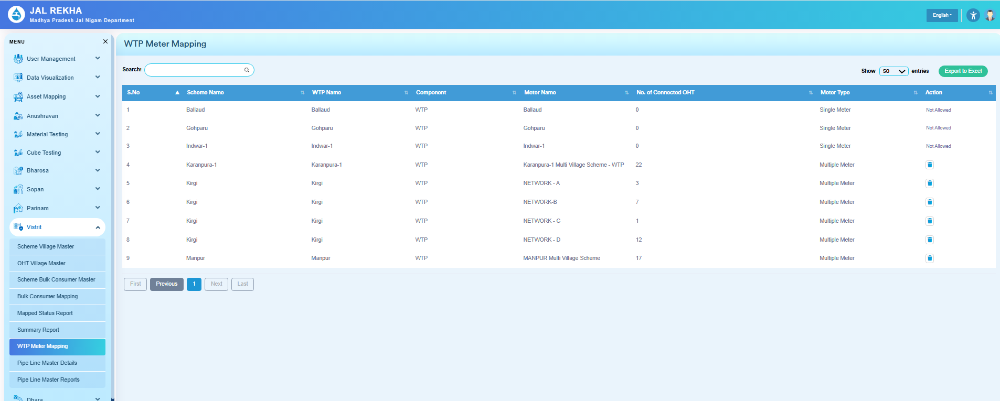 JAL REKHA
Madhya Pradesh Jal Nigam Department
English
MENU
User Management
Data Visualization
Asset Mapping
Anushravan
Material Testing
Cube Testing
Bharosa
Sopan
Parinam
Vistrit
Scheme Village Master
OHT Village Master
Scheme Bulk Consumer Master
Bulk Consumer Mapping
Mapped Status Report
Summary Report
WTP Meter Mapping
Pipe Line Master Details
Pipe Line Master Reports
Dhara
WTP Meter Mapping
Search:
Show 50 entries Export to Excel
S.No Scheme Name WTP Name Component Meter Name No. of Connected OHT Meter Type Action
1 Ballaud Ballaud WTP Ballaud 0 Single Meter Not Allowed
2 Gohparu Gohparu WTP Gohparu 0 Single Meter Not Allowed
3 Indwar-1 Indwar-1 WTP Indwar-1 0 Single Meter Not Allowed
4 Karanpura-1 Karanpura-1 WTP Karanpura-1 Multi Village Scheme - WTP 22 Multiple Meter
5 Kirgi Kirgi WTP NETWORK - A 3 Multiple Meter
6 Kirgi Kirgi WTP NETWORK-B 7 Multiple Meter
7 Kirgi Kirgi WTP NETWORK - C 1 Multiple Meter
8 Kirgi Kirgi WTP NETWORK - D 12 Multiple Meter
9 Manpur Manpur WTP MANPUR Multi Village Scheme 17 Multiple Meter
First Previous 1 Next Last